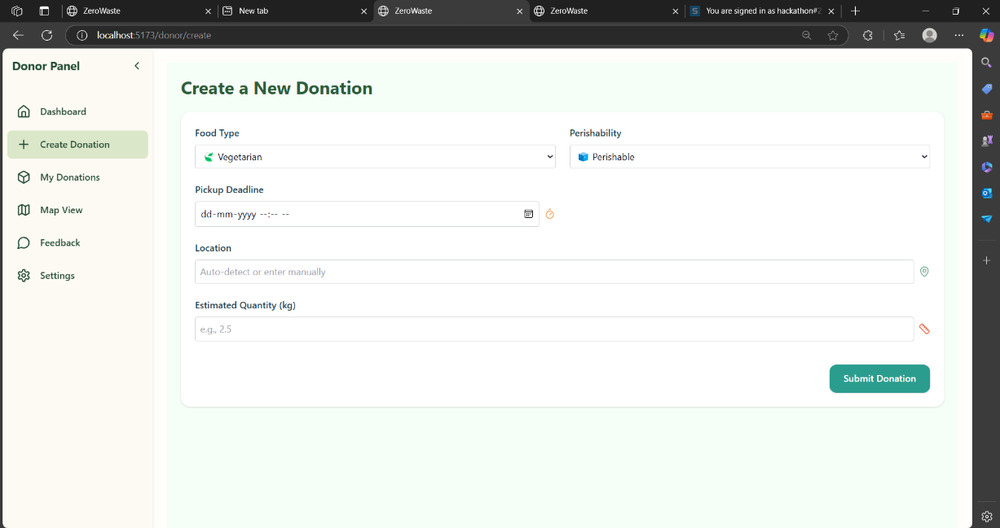 ZeroWaste
New tab
ZeroWaste
ZeroWaste
You are signed in as hackathon#2
localhost:5173/donor/create
Donor Panel
Dashboard
Create Donation
My Donations
Map View
Feedback
Settings
Create a New Donation
Food Type
Perishability
Vegetarian
Perishable
Pickup Deadline
dd-mm-yyyy --:-- --
Location
Auto-detect or enter manually
Estimated Quantity (kg)
e.g., 2.5
Submit Donation